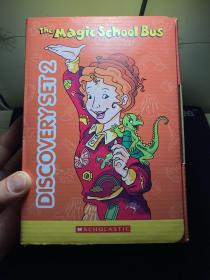 The Magic School Bus
DISCOVERY SET 2
SCHOLASTIC